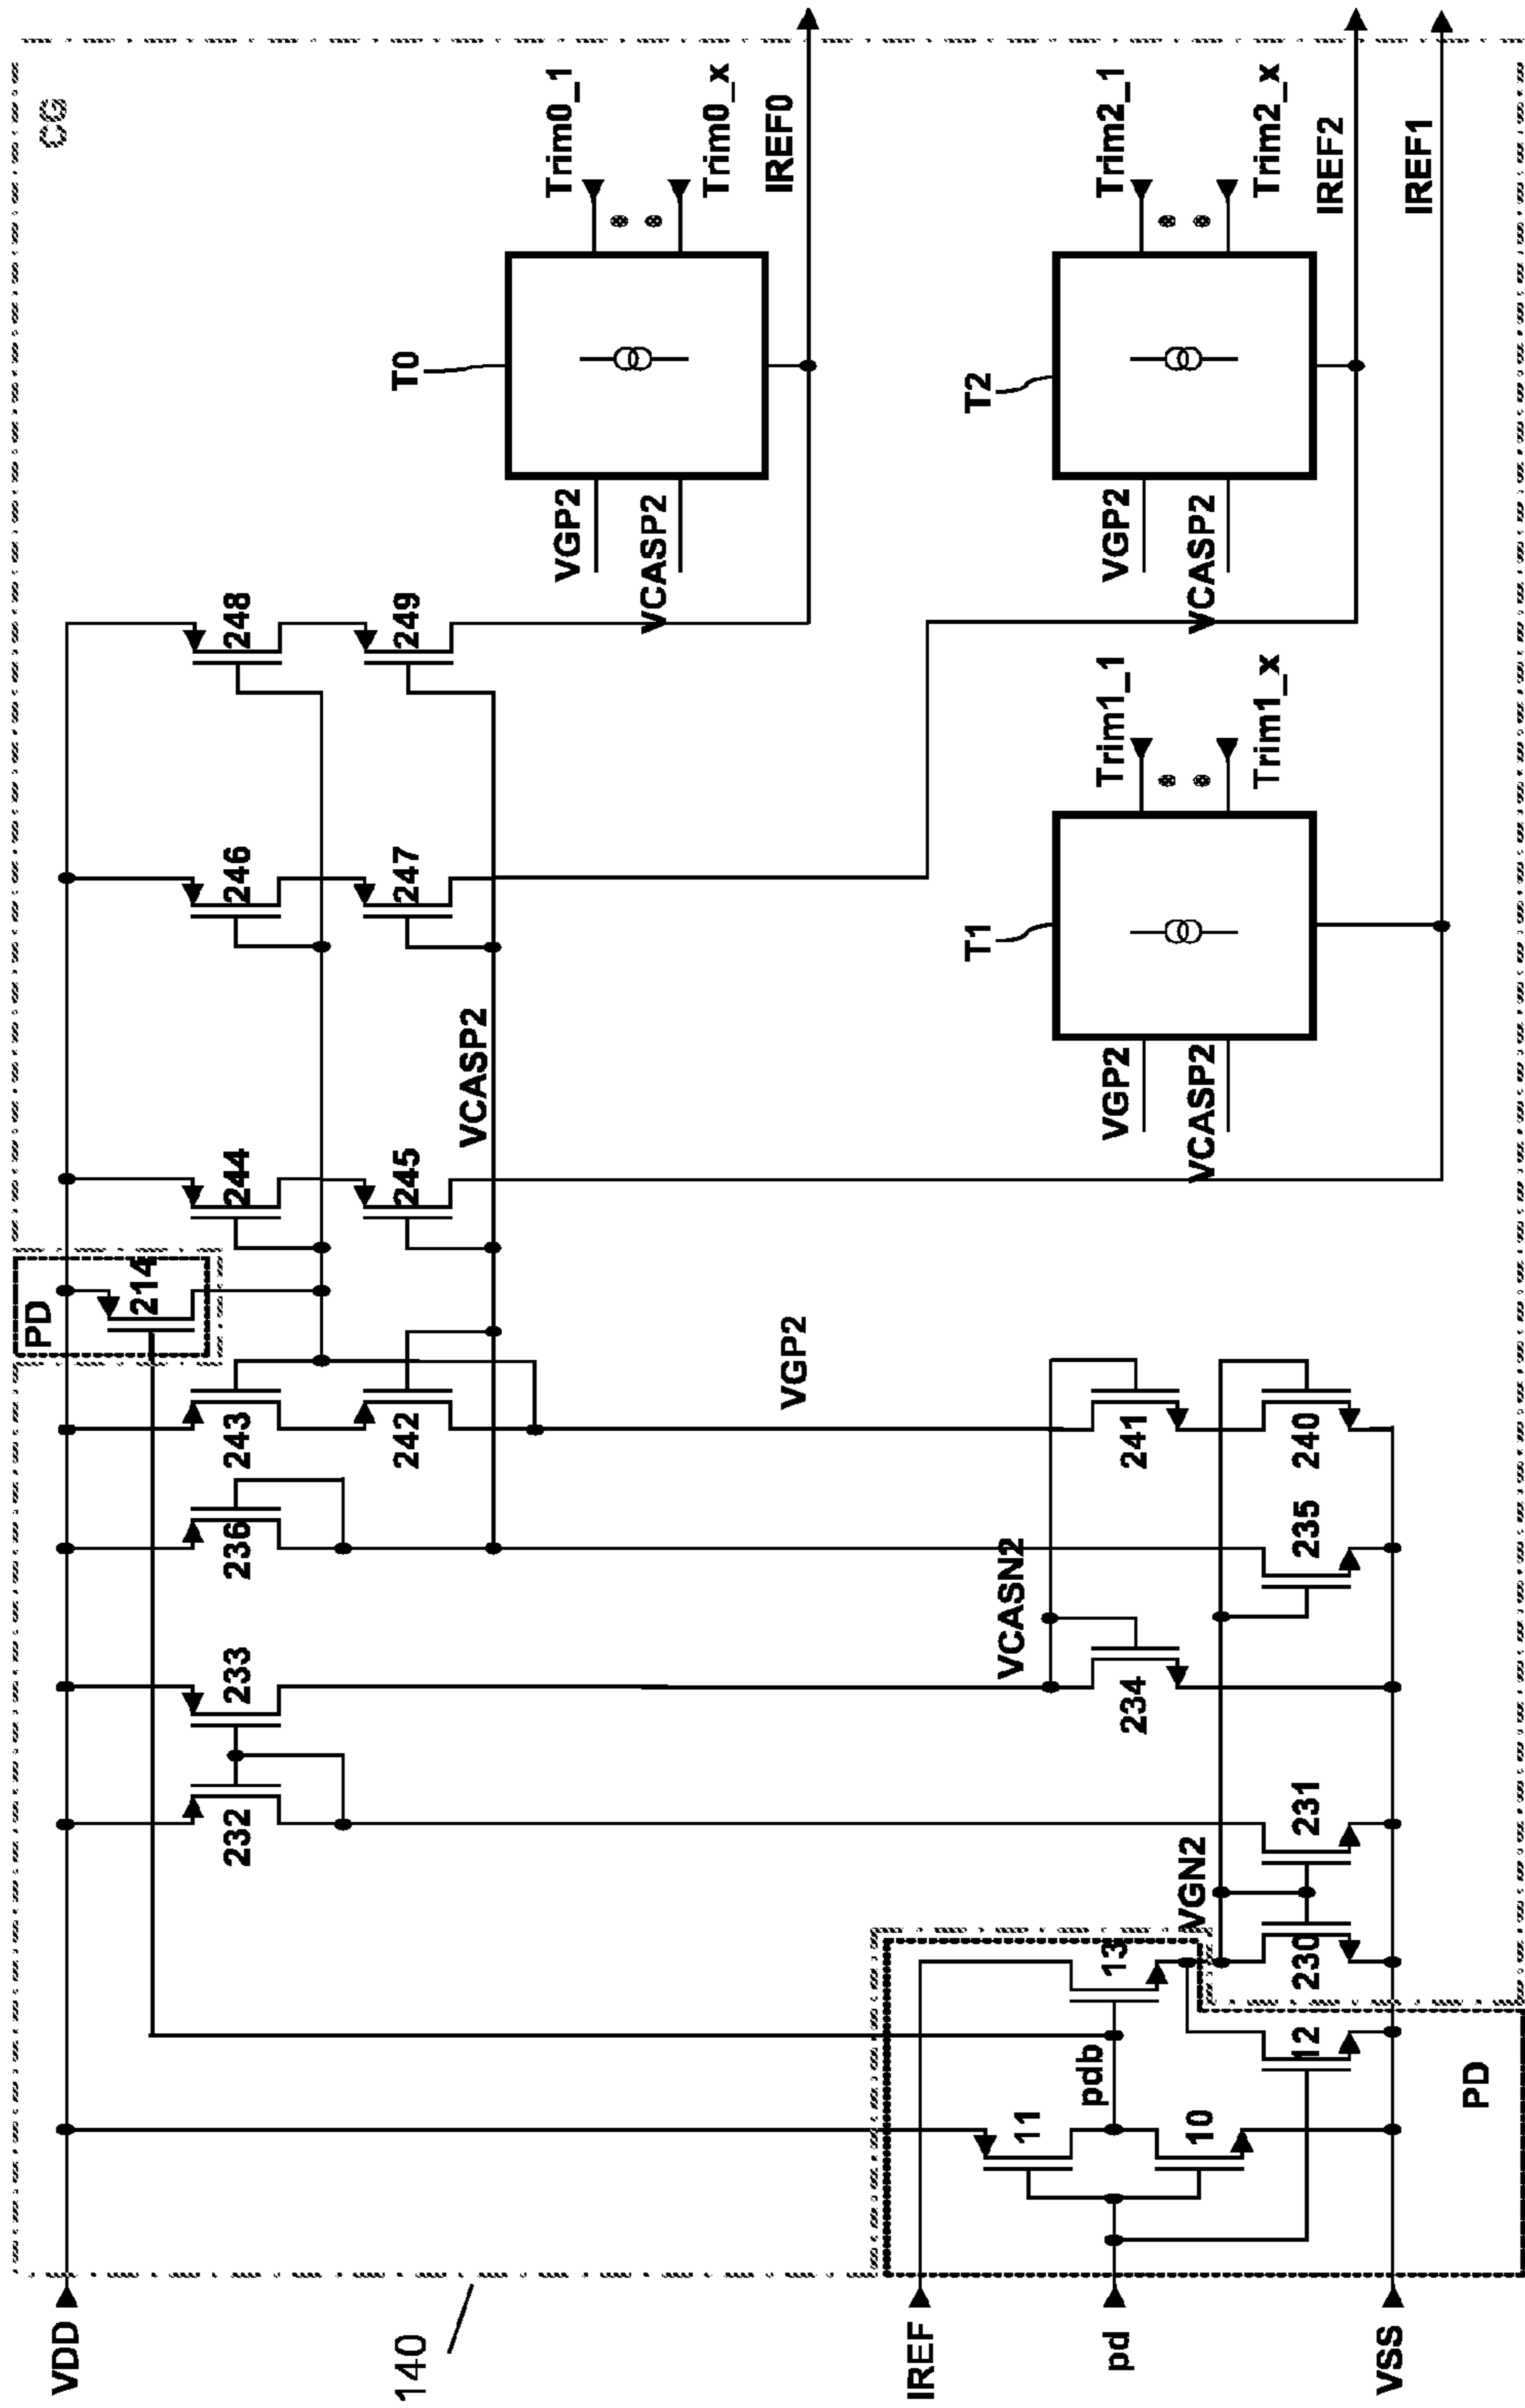 CG
VDD
140
IREF
pd
VSS
PD
214
232
233
236
243
242
244
245
246
247
248
249
VCASP2
VGP2
VCASN2
234
241
240
235
231
230
VGN2
13
12
11
10
pdb
PD
T0
VGP2
VCASP2
Trim0_1
Trim0_x
IREF0
T1
VGP2
VCASP2
Trim1_1
Trim1_x
T2
VGP2
VCASP2
Trim2_1
Trim2_x
IREF2
IREF1